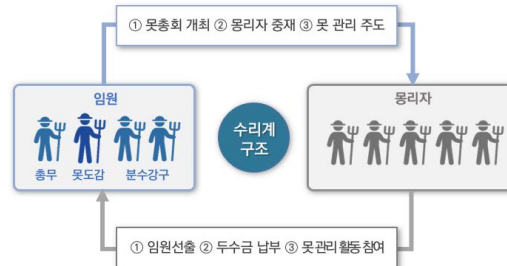 ① 못총회 개최 ② 몽리자 중재 ③ 못 관리 주도
임원
총무 못도감 분수강구
수리계
구조
몽리자
① 임원선출 ② 두수금 납부 ③ 못관리활동 참여